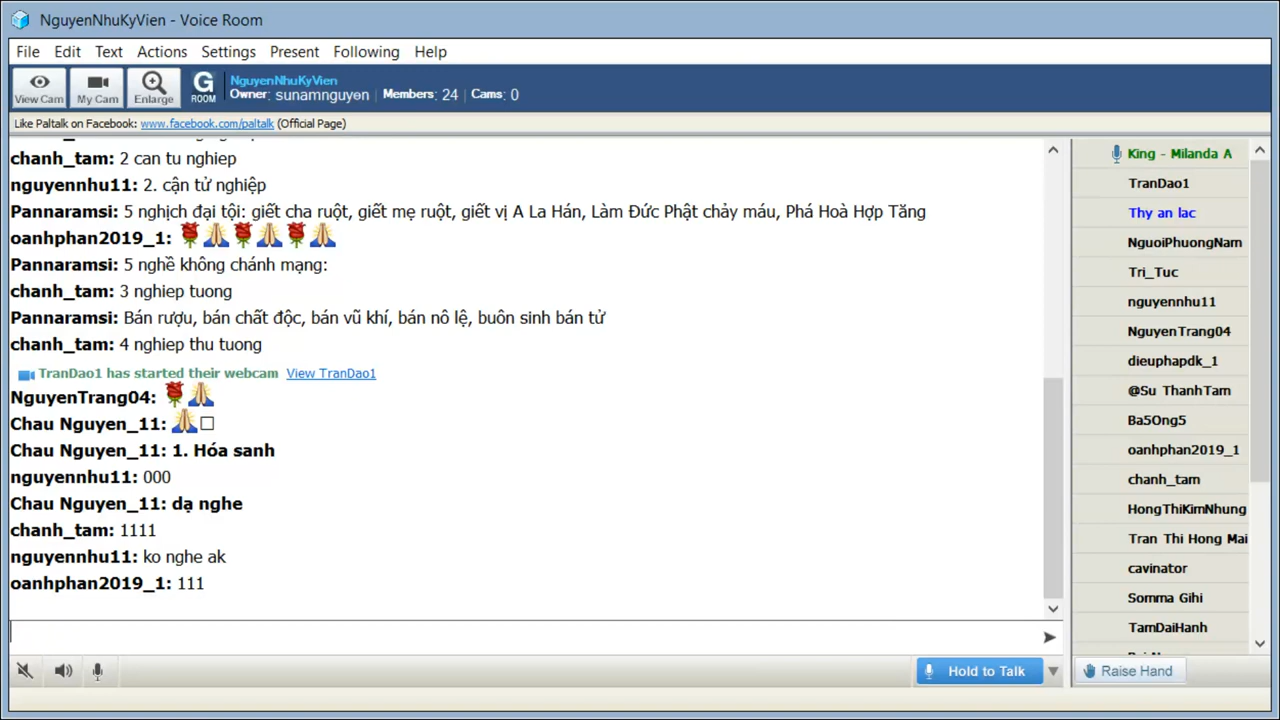 NguyenNhuKyVien - Voice Room
File Edit Text Actions Settings Present Following Help
View Cam My Cam Enlarge G ROOM
NguyenNhuKyVien
Owner: sunamnguyen Members: 24 Cams: 0
Like Paltalk on Facebook: www.facebook.com/paltalk (Official Page)
chanh_tam: 2 can tu nghiep
nguyennhu11: 2. cận tử nghiệp
Pannaramsi: 5 nghịch đại tội: giết cha ruột, giết mẹ ruột, giết vị A La Hán, Làm Đức Phật chảy máu, Phá Hoà Hợp Tăng
oanhphan2019_1: 🌹🙏🌹🙏🌹🙏
Pannaramsi: 5 nghề không chánh mạng:
chanh_tam: 3 nghiep tuong
Pannaramsi: Bán rượu, bán chất độc, bán vũ khí, bán nô lệ, buôn sinh bán tử
chanh_tam: 4 nghiep thu tuong
TranDao1 has started their webcam View TranDao1
NguyenTrang04: 🌹🙏
Chau Nguyen_11: 🙏□
Chau Nguyen_11: 1. Hóa sanh
nguyennhu11: 000
Chau Nguyen_11: dạ nghe
chanh_tam: 1111
nguyennhu11: ko nghe ak
oanhphan2019_1: 111
King - Milanda A
TranDao1
Thy an lac
NguoiPhuongNam
Tri_Tuc
nguyennhu11
NguyenTrang04
dieuphapdk_1
@Su ThanhTam
Ba5Ong5
oanhphan2019_1
chanh_tam
HongThiKimNhung
Tran Thi Hong Mai
cavinator
Somma Gihi
TamDaiHanh
Hold to Talk
Raise Hand